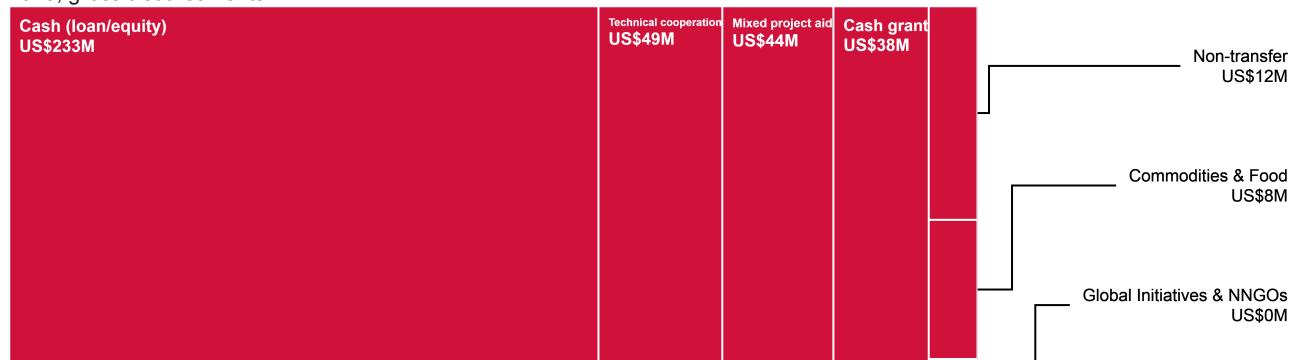 Cash (loan/equity)
US$233M
Technical cooperation
US$49M
Mixed project aid
US$44M
Cash grant
US$38M
Non-transfer
US$12M
Commodities & Food
US$8M
Global Initiatives & NNGOs
US$0M